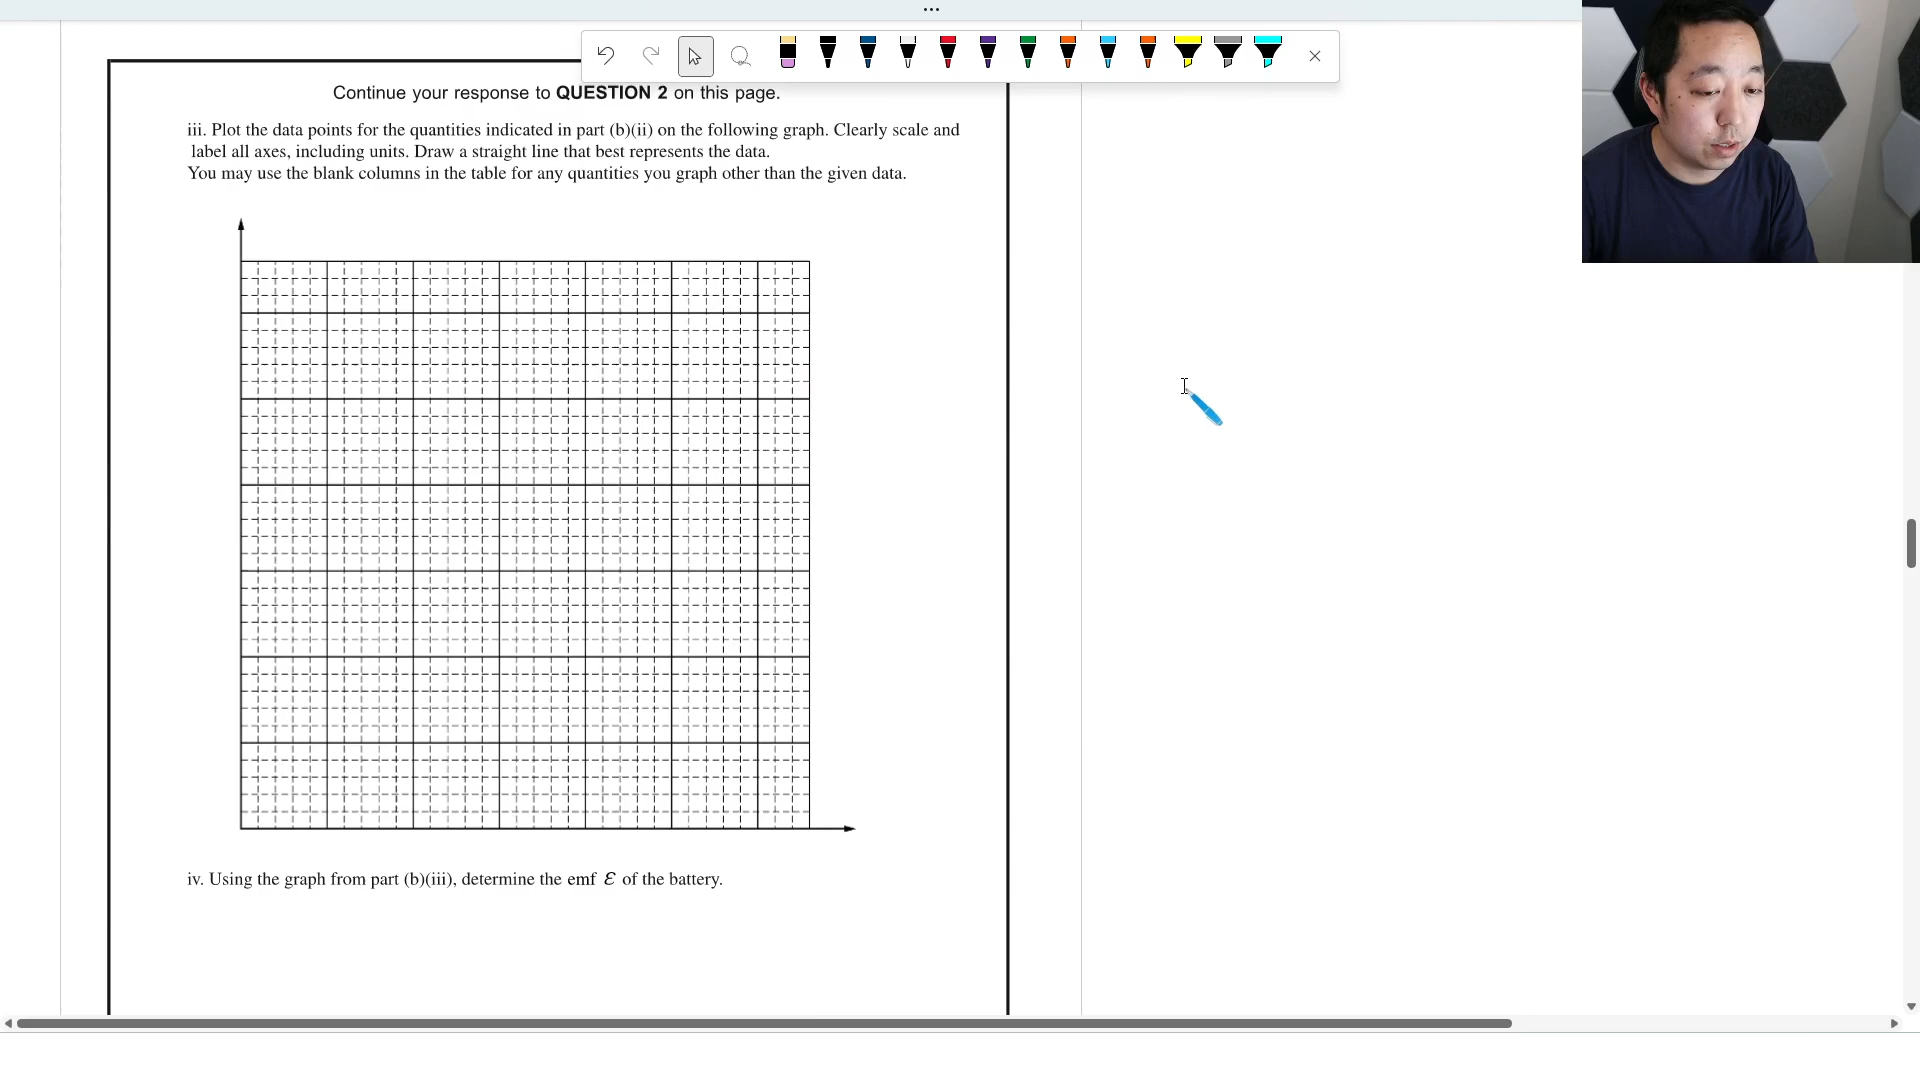 Continue your response to QUESTION 2 on this page.
iii. Plot the data points for the quantities indicated in part (b)(ii) on the following graph. Clearly scale and
label all axes, including units. Draw a straight line that best represents the data.
You may use the blank columns in the table for any quantities you graph other than the given data.
iv. Using the graph from part (b)(iii), determine the emf ℰ of the battery.